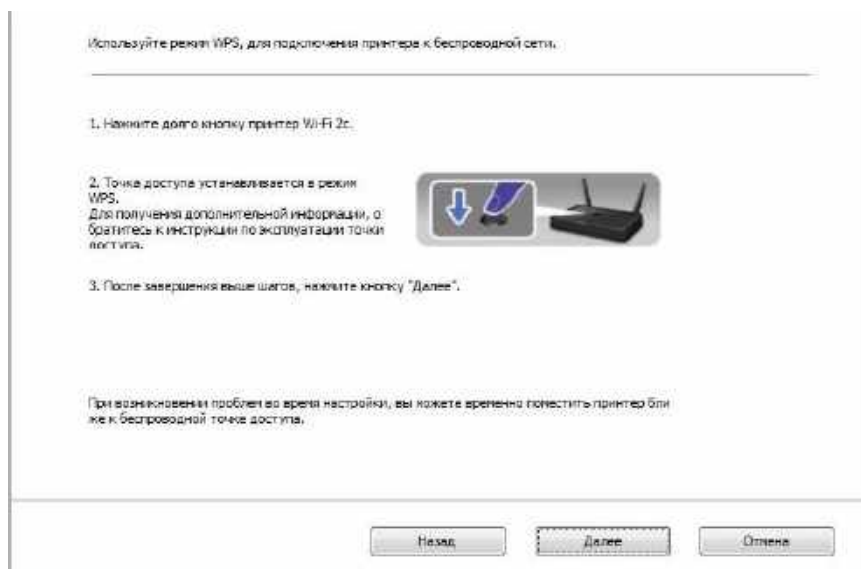 Используйте режим WPS, для подключения принтера к беспроводной сети.
1. Нажмите долго кнопку принтер Wi-Fi 2с.
2. Точка доступа устанавливается в режим
WPS.
Для получения дополнительной информации, о
братитесь к инструкции по эксплуатации точки
доступа.
3. После завершения выше шагов, нажмите кнопку "Далее".
При возникновении проблем во время настройки, вы можете временно поместить принтер бли
же к беспроводной точке доступа.
Назад
Далее
Отмена